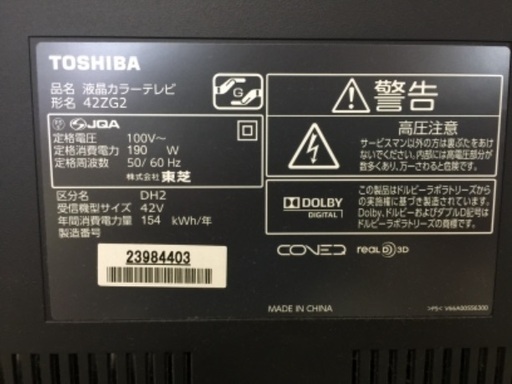 TOSHIBA
品名 液晶カラーテレビ
形名 42ZG2
G
JQA
定格電圧 100V～
定格消費電力 190 W
定格周波数 50/60 Hz
株式会社 東芝
区分名 DH2
受信機型サイズ 42V
年間消費電力量 154 kWh/年
製造番号
23984403
警告
高圧注意
サービスマン以外の方は裏ぶたをあけ
ないでください。内部には高電圧部分が
数多くあり、万一さわると危険です。
DOLBY
DIGITAL
この製品はドルビーラボラトリーズから
の実施権に基づき製造されています。
Dolby、ドルビーおよびダブルD記号はド
ルビーラボラトリーズの商標です。
CONEQ
REAL D 3D
MADE IN CHINA